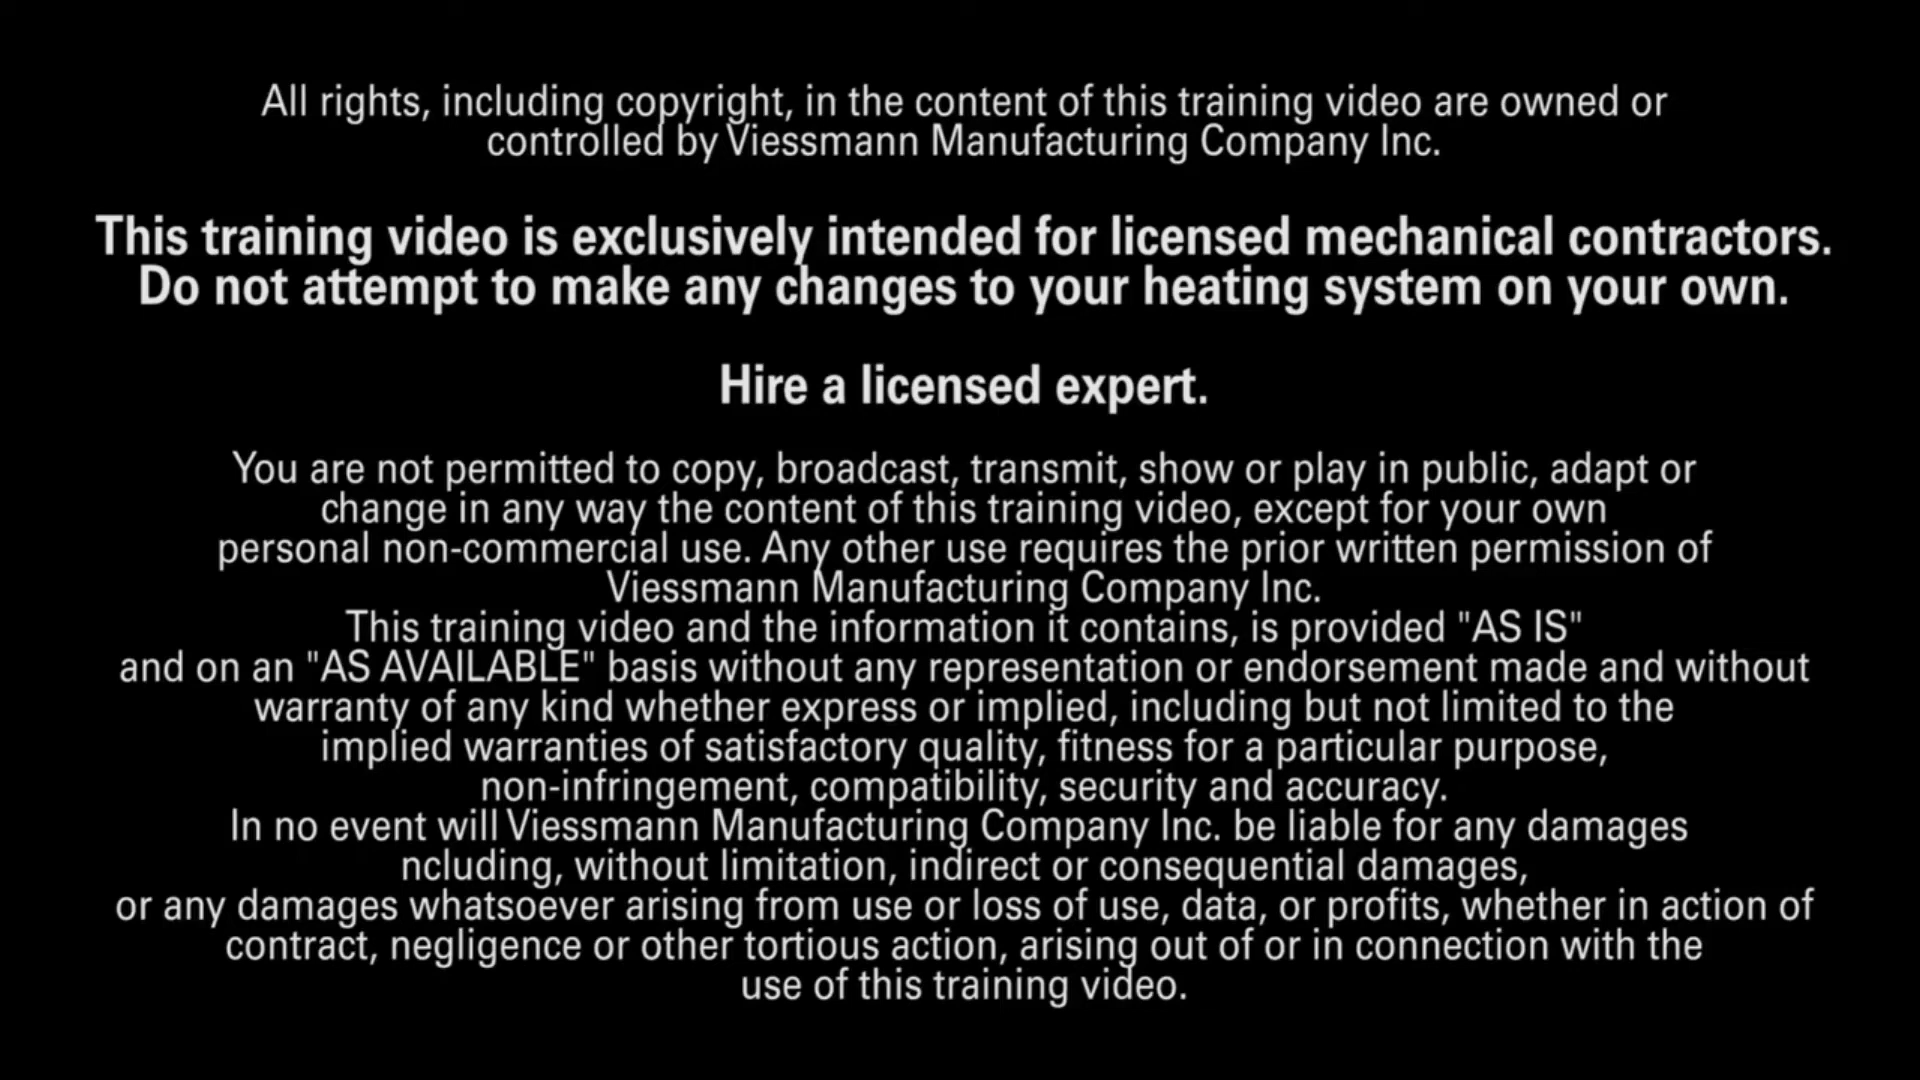 All rights, including copyright, in the content of this training video are owned or
controlled by Viessmann Manufacturing Company Inc.
This training video is exclusively intended for licensed mechanical contractors.
Do not attempt to make any changes to your heating system on your own.
Hire a licensed expert.
You are not permitted to copy, broadcast, transmit, show or play in public, adapt or
change in any way the content of this training video, except for your own
personal non-commercial use. Any other use requires the prior written permission of
Viessmann Manufacturing Company Inc.
This training video and the information it contains, is provided "AS IS"
and on an "AS AVAILABLE" basis without any representation or endorsement made and without
warranty of any kind whether express or implied, including but not limited to the
implied warranties of satisfactory quality, fitness for a particular purpose,
non-infringement, compatibility, security and accuracy.
In no event will Viessmann Manufacturing Company Inc. be liable for any damages
ncluding, without limitation, indirect or consequential damages,
or any damages whatsoever arising from use or loss of use, data, or profits, whether in action of
contract, negligence or other tortious action, arising out of or in connection with the
use of this training video.